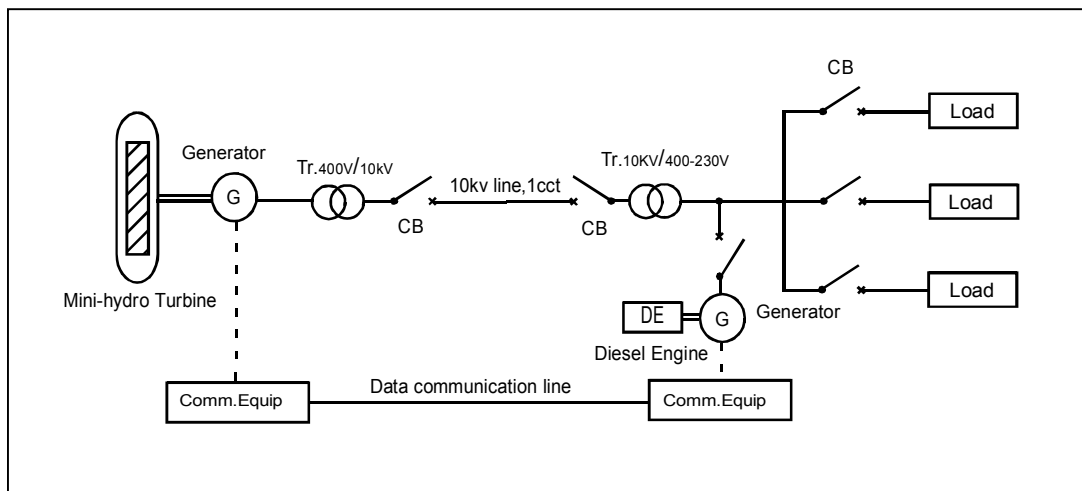 CB
Load
Generator
G
Tr.400V/10kV
CB
10kv line,1cct
CB
Tr.10KV/400-230V
Load
Mini-hydro Turbine
DE
G
Generator
Load
Diesel Engine
Comm.Equip
Data communication line
Comm.Equip